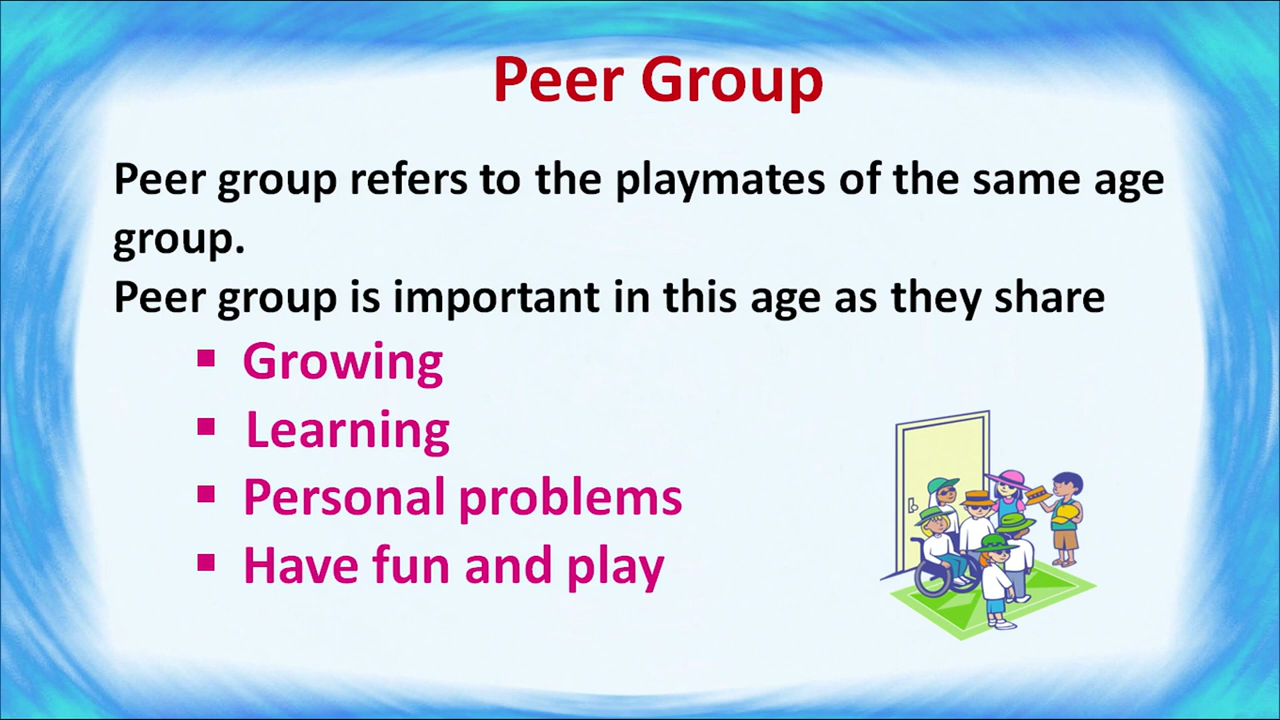 Peer Group
Peer group refers to the playmates of the same age
group.
Peer group is important in this age as they share
▪ Growing
▪ Learning
▪ Personal problems
▪ Have fun and play